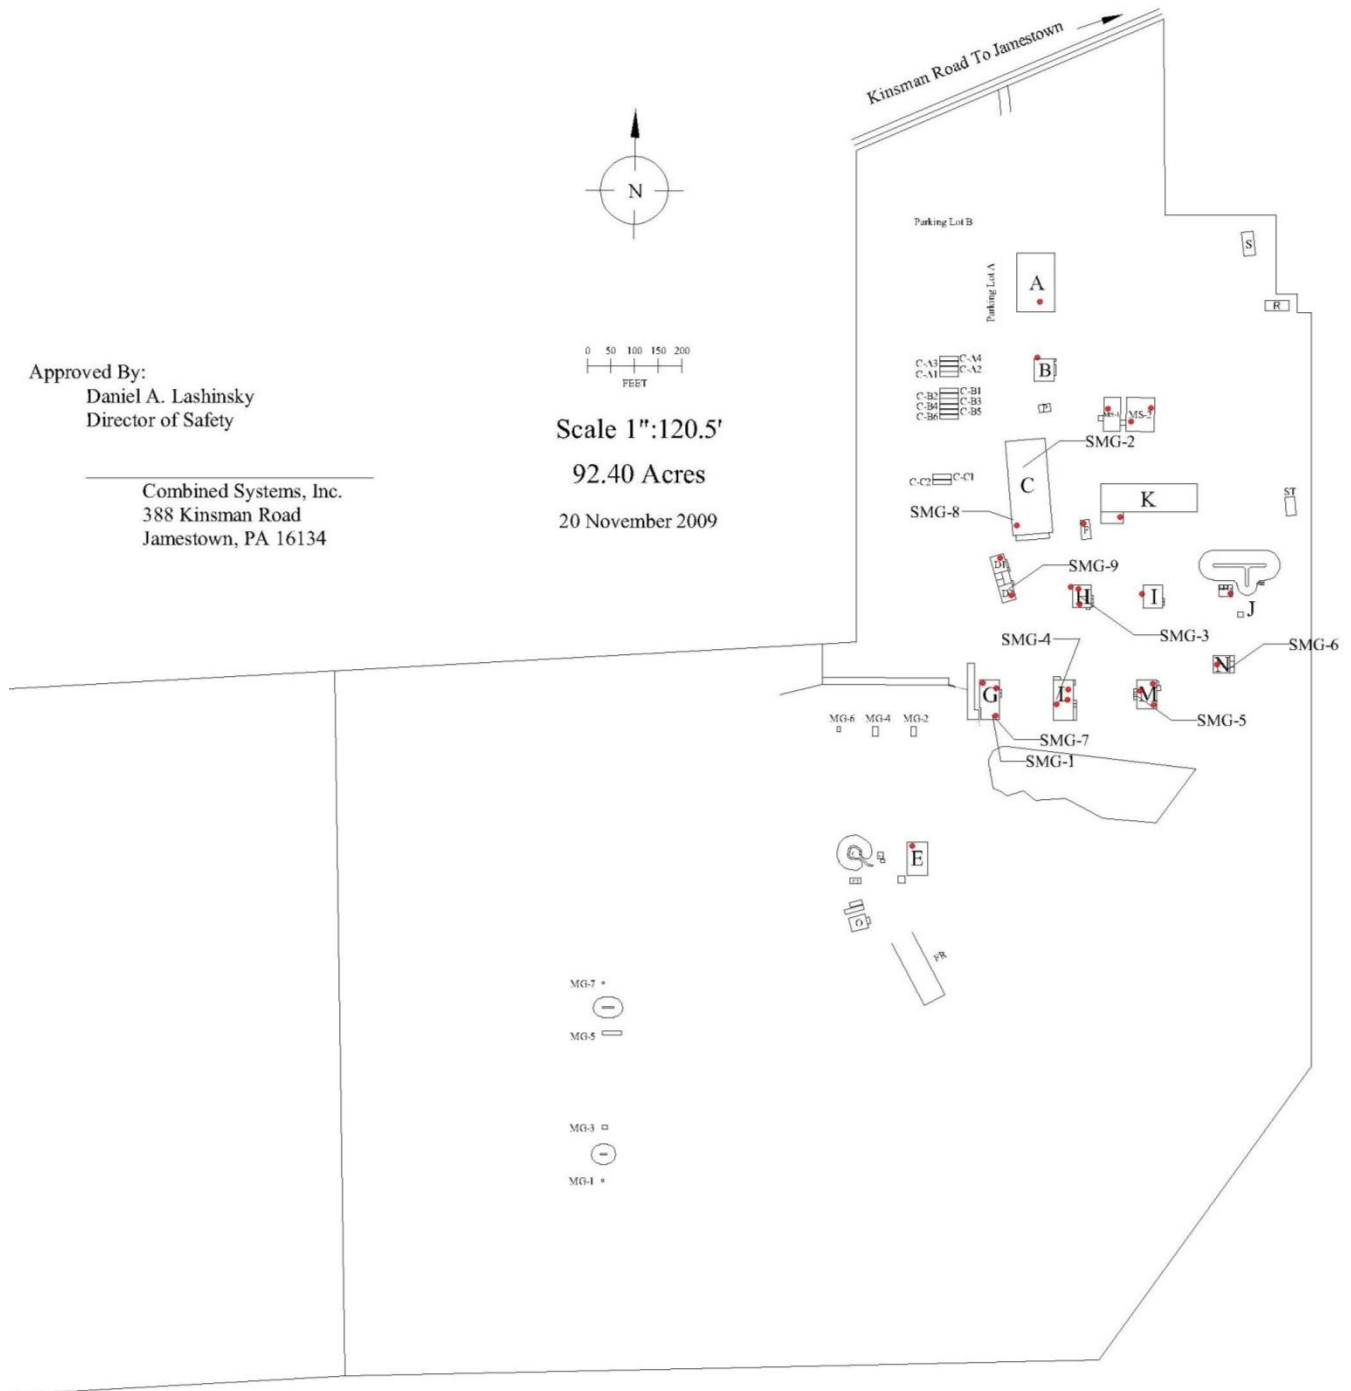 Kinsman Road To Jamestown
N
Parking Lot B
S
Parking Lot A
A
R
0 50 100 150 200
FEET
Approved By:
Daniel A. Lashinsky
Director of Safety
C-A3
C-A4
C-A1
C-A2
B
C-B2
C-B1
C-B4
C-B3
C-B6
C-B5
P
MS-1
MS-2
Scale 1":120.5'
SMG-2
92.40 Acres
C-C2
C-C1
C
K
ST
Combined Systems, Inc.
388 Kinsman Road
Jamestown, PA 16134
SMG-8
20 November 2009
F
D1
SMG-9
D2
H
I
J
SMG-4
SMG-3
SMG-6
N
G
M
MG-6
MG-4
MG-2
SMG-5
SMG-7
SMG-1
E
O
FR
MG-7
MG-5
MG-3
MG-1